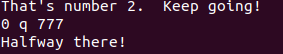 That's number 2.  Keep going!
0 q 777
Halfway there!